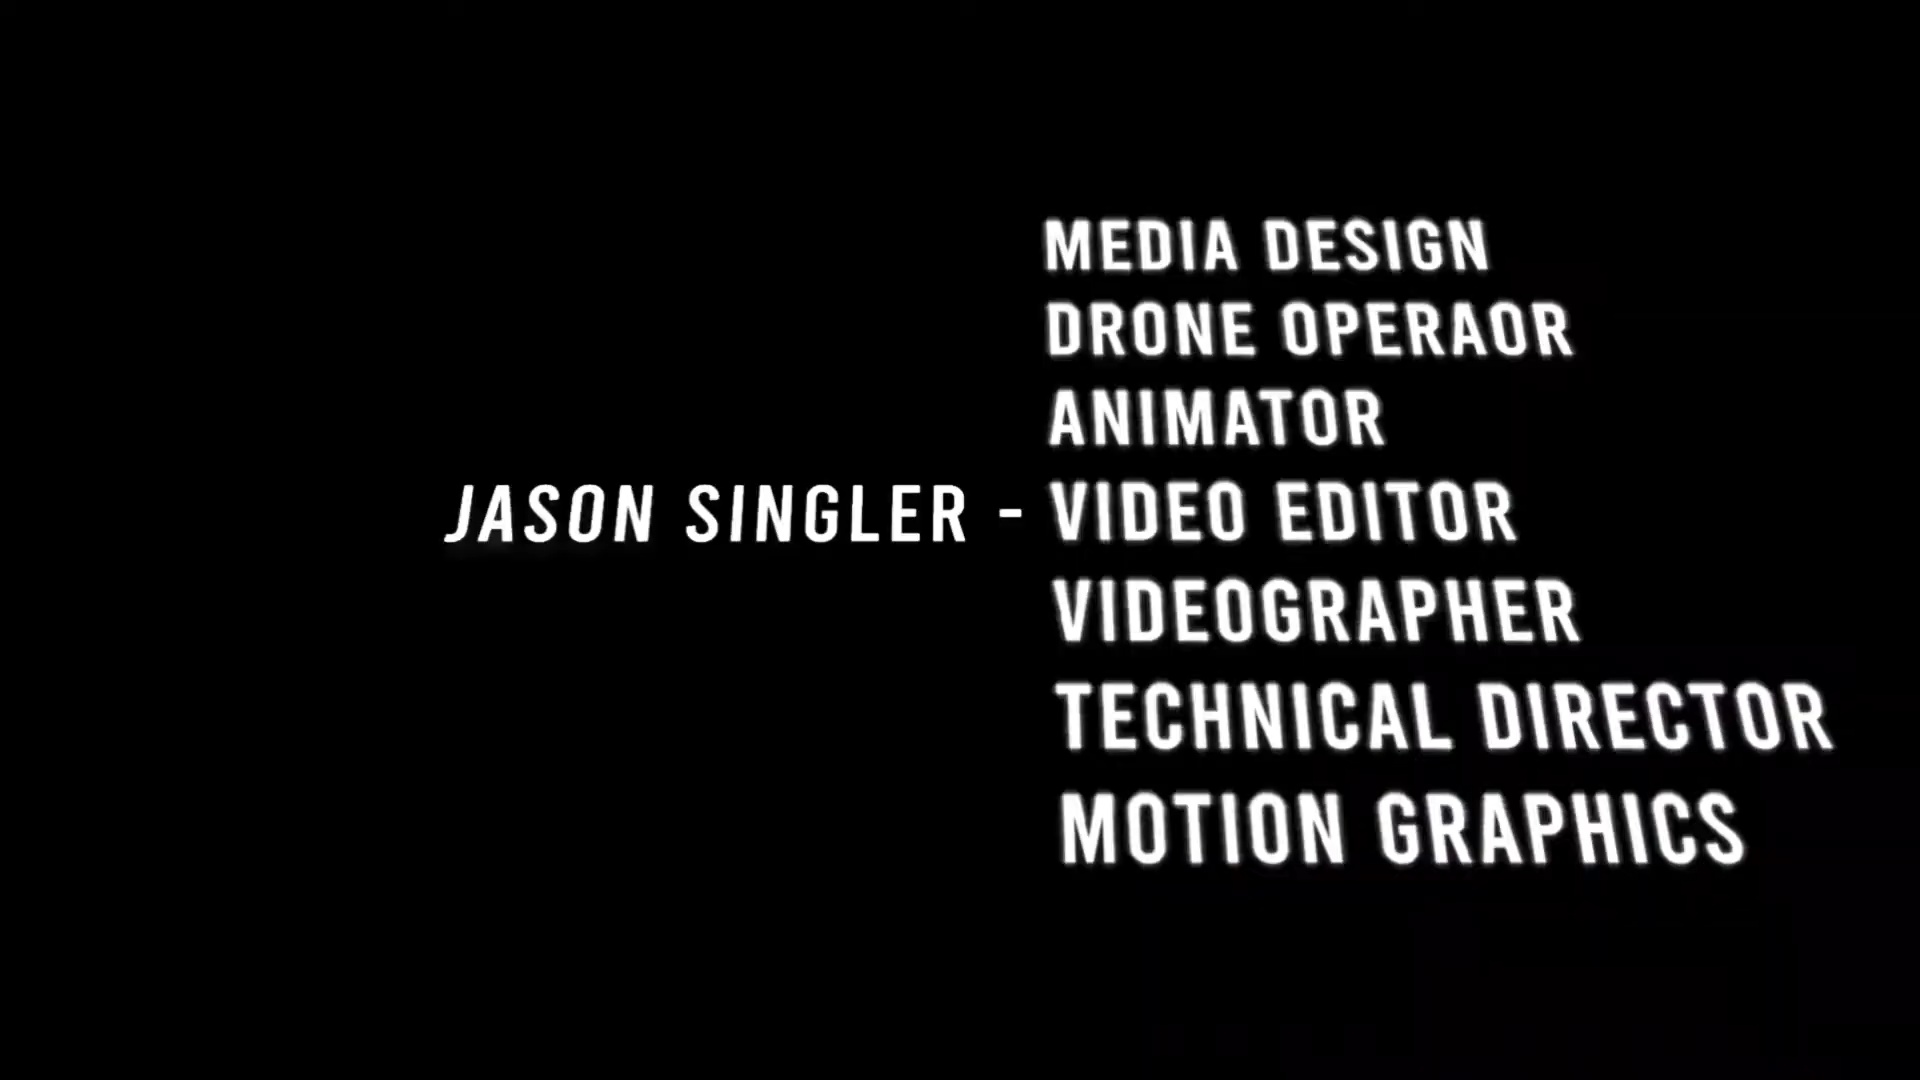 MEDIA DESIGN
DRONE OPERAOR
ANIMATOR
JASON SINGLER - VIDEO EDITOR
VIDEOGRAPHER
TECHNICAL DIRECTOR
MOTION GRAPHICS